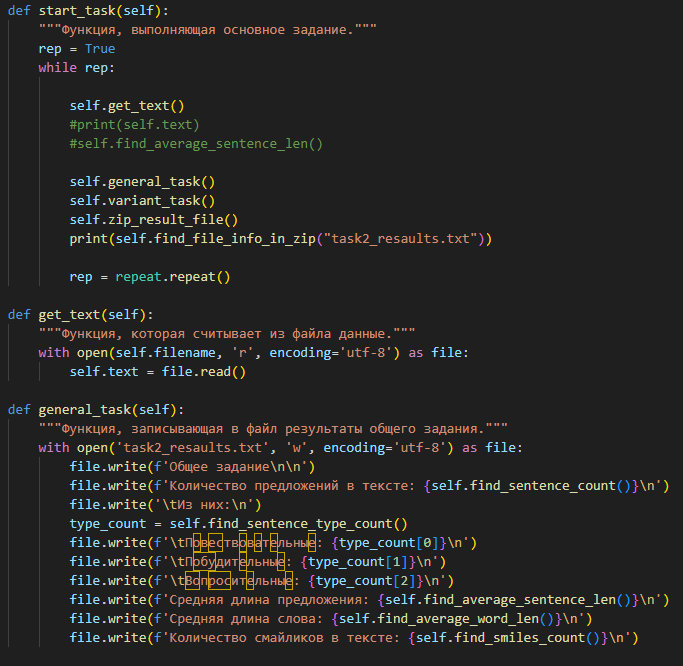 def start_task(self):
    """Функция, выполняющая основное задание."""
    rep = True
    while rep:

        self.get_text()
        #print(self.text)
        #self.find_average_sentence_len()

        self.general_task()
        self.variant_task()
        self.zip_result_file()
        print(self.find_file_info_in_zip("task2_resaults.txt"))

        rep = repeat.repeat()

def get_text(self):
    """Функция, которая считывает из файла данные."""
    with open(self.filename, 'r', encoding='utf-8') as file:
        self.text = file.read()

def general_task(self):
    """Функция, записывающая в файл результаты общего задания."""
    with open('task2_resaults.txt', 'w', encoding='utf-8') as file:
        file.write(f'Общее задание\n\n')
        file.write(f'Количество предложений в тексте: {self.find_sentence_count()}\n')
        file.write('\tИз них:\n')
        type_count = self.find_sentence_type_count()
        file.write(f'\tПовествовательные: {type_count[0]}\n')
        file.write(f'\tПобудительные: {type_count[1]}\n')
        file.write(f'\tВопросительные: {type_count[2]}\n')
        file.write(f'Средняя длина предложения: {self.find_average_sentence_len()}\n')
        file.write(f'Средняя длина слова: {self.find_average_word_len()}\n')
        file.write(f'Количество смайликов в тексте: {self.find_smiles_count()}\n')